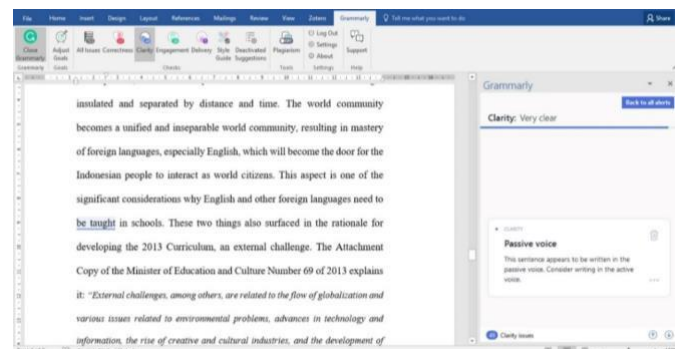 File Home Insert Design Layout References Mailings Review View Zotero Grammarly Tell me what you want to do Share
Close Grammarly
Adjust Goals
All Issues Correctness Clarity Engagement Delivery Style Guide Deactivated Suggestions Plagiarism
Log Out
Settings
About
Support
Grammarly Goals Checks Tools Settings Help
insulated and separated by distance and time. The world community
becomes a unified and inseparable world community, resulting in mastery
of foreign languages, especially English, which will become the door for the
Indonesian people to interact as world citizens. This aspect is one of the
significant considerations why English and other foreign languages need to
be taught in schools. These two things also surfaced in the rationale for
developing the 2013 Curriculum, an external challenge. The Attachment
Copy of the Minister of Education and Culture Number 69 of 2013 explains
it: “External challenges, among others, are related to the flow of globalization and
various issues related to environmental problems, advances in technology and
information, the rise of creative and cultural industries, and the development of
Grammarly
Back to all alerts
Clarity: Very clear
CLARITY
Passive voice
This sentence appears to be written in the
passive voice. Consider writing in the active
voice.
Clarity issues